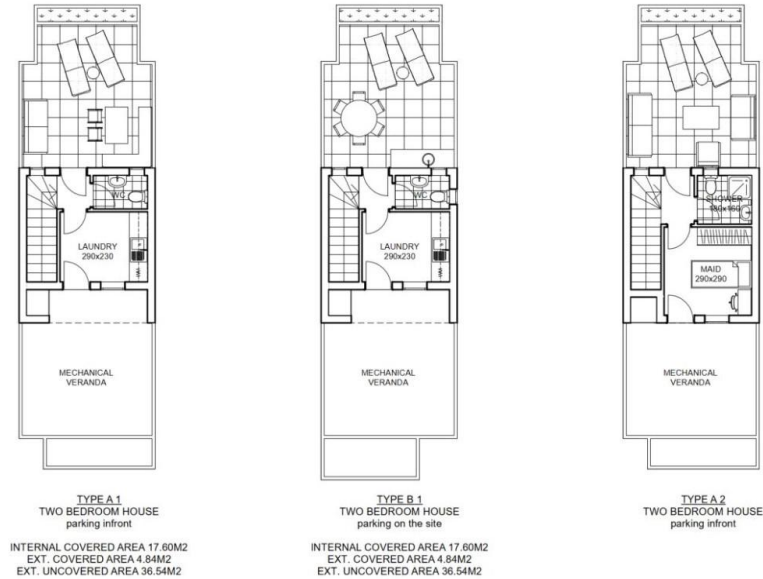 WC
LAUNDRY
290x230
MECHANICAL
VERANDA
TYPE A 1
TWO BEDROOM HOUSE
parking infront
INTERNAL COVERED AREA 17.60M2
EXT. COVERED AREA 4.84M2
EXT. UNCOVERED AREA 36.54M2
WC
LAUNDRY
290x230
MECHANICAL
VERANDA
TYPE B 1
TWO BEDROOM HOUSE
parking on the site
INTERNAL COVERED AREA 17.60M2
EXT. COVERED AREA 4.84M2
EXT. UNCOVERED AREA 36.54M2
SHOWER
180x160
MAID
290x290
MECHANICAL
VERANDA
TYPE A 2
TWO BEDROOM HOUSE
parking infront